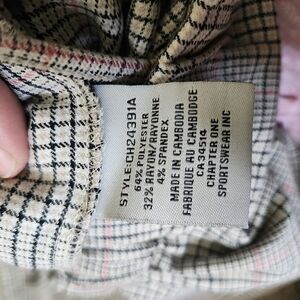 STYLE:CH24391A
64% POLYESTER
32% RAYON/RAYONNE
4% SPANDEX
MADE IN CAMBODIA
FABRIQUE AU CAMBODGE
CA 34514
CHAPTER ONE
SPORTSWEAR INC